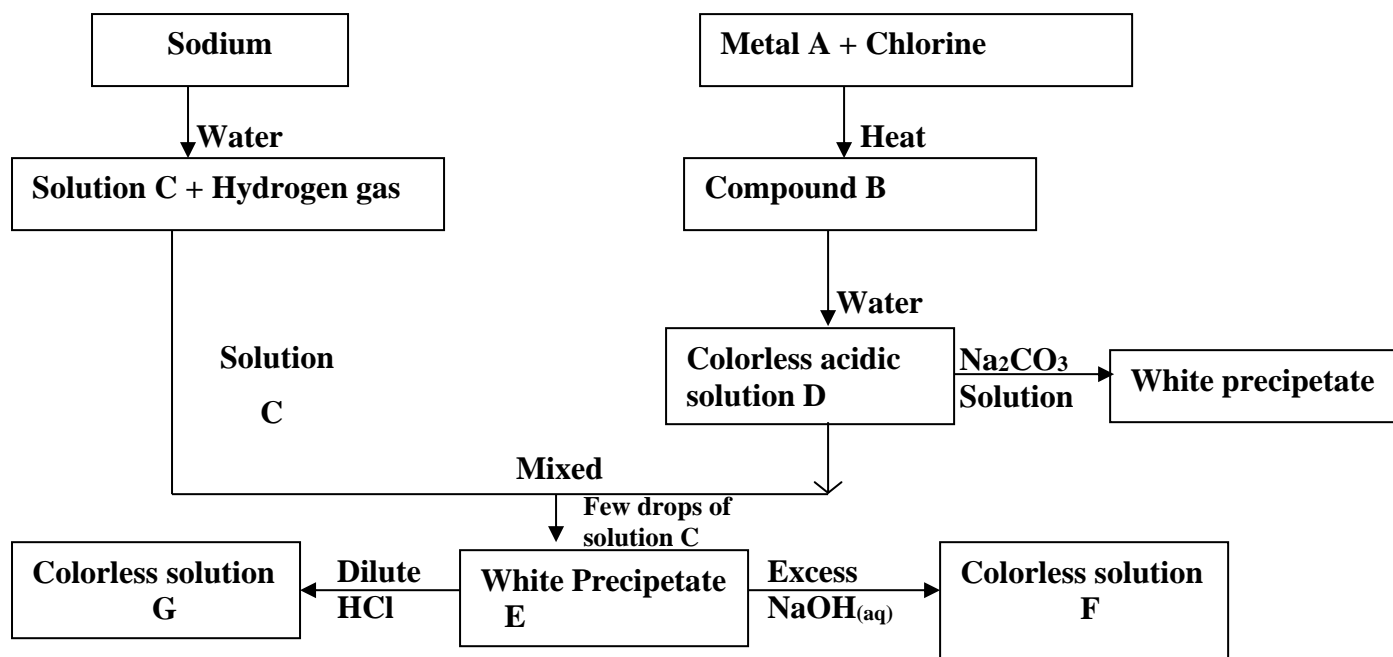 Sodium
Metal A + Chlorine
Water
Heat
Solution C + Hydrogen gas
Compound B
Water
Solution
C
Colorless acidic
solution D
Na₂CO₃
Solution
White precipetate
Mixed
Few drops of
solution C
Colorless solution
G
Dilute
HCl
White Precipetate
E
Excess
NaOH(aq)
Colorless solution
F